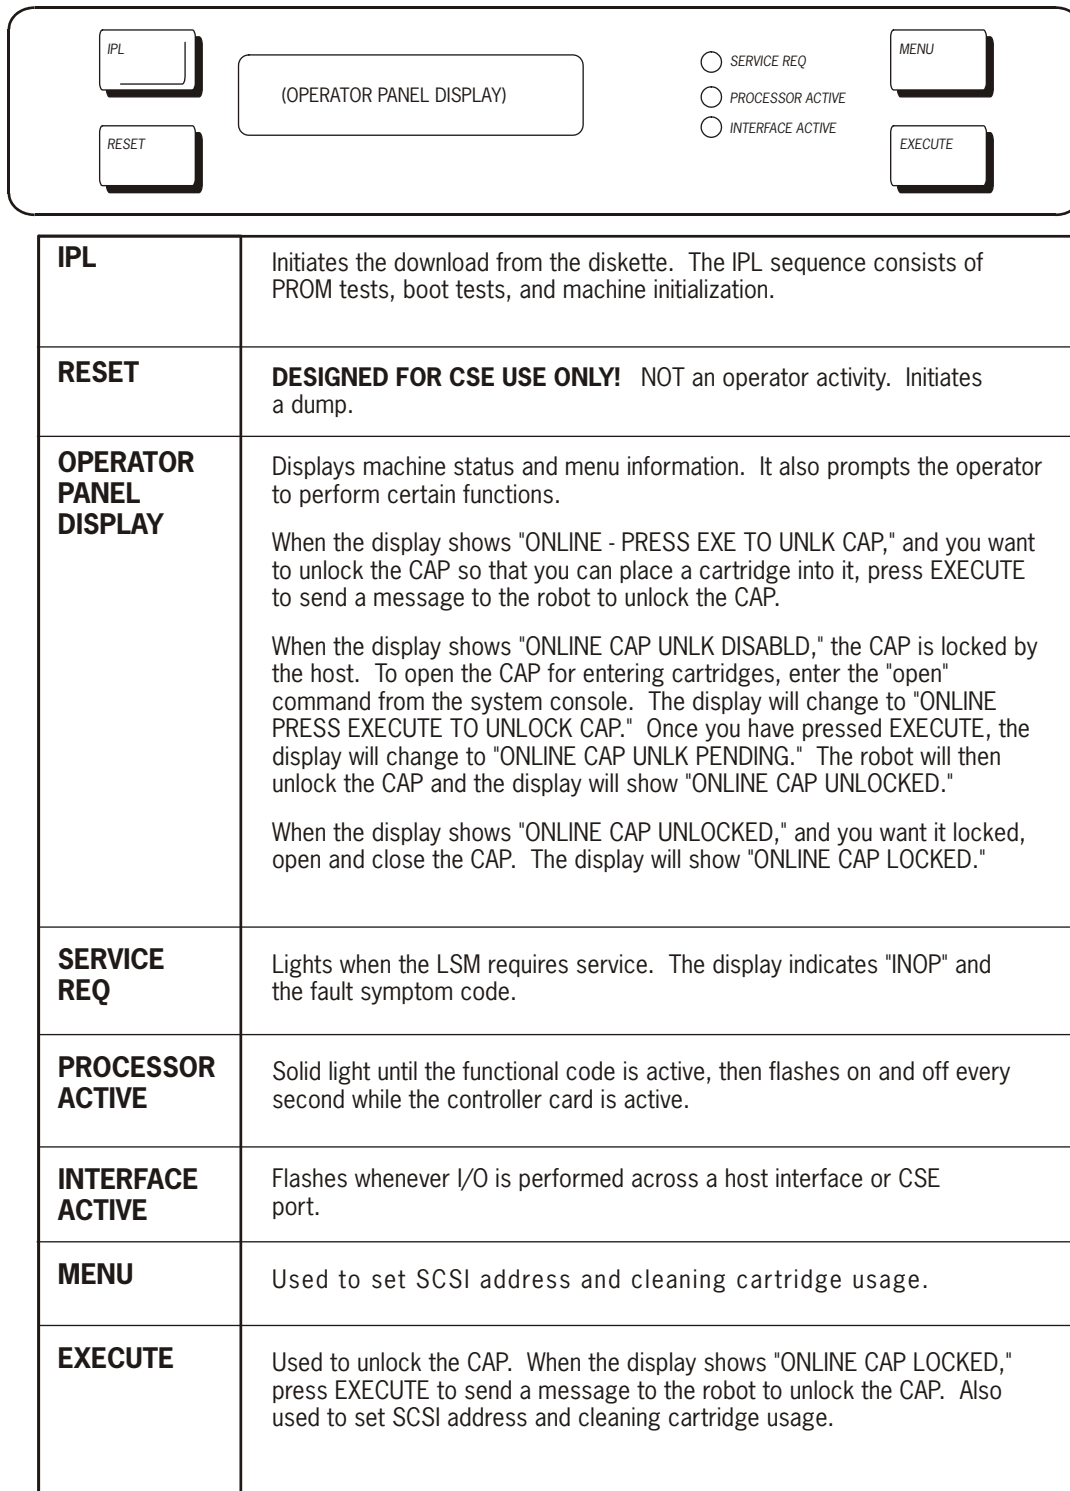 IPL
(OPERATOR PANEL DISPLAY)
RESET
SERVICE REQ
PROCESSOR ACTIVE
INTERFACE ACTIVE
MENU
EXECUTE
IPL
Initiates the download from the diskette. The IPL sequence consists of
PROM tests, boot tests, and machine initialization.
RESET
DESIGNED FOR CSE USE ONLY! NOT an operator activity. Initiates
a dump.
OPERATOR
PANEL
DISPLAY
Displays machine status and menu information. It also prompts the operator
to perform certain functions.
When the display shows "ONLINE - PRESS EXE TO UNLK CAP," and you want
to unlock the CAP so that you can place a cartridge into it, press EXECUTE
to send a message to the robot to unlock the CAP.
When the display shows "ONLINE CAP UNLK DISABLD," the CAP is locked by
the host. To open the CAP for entering cartridges, enter the "open"
command from the system console. The display will change to "ONLINE
PRESS EXECUTE TO UNLOCK CAP." Once you have pressed EXECUTE, the
display will change to "ONLINE CAP UNLK PENDING." The robot will then
unlock the CAP and the display will show "ONLINE CAP UNLOCKED."
When the display shows "ONLINE CAP UNLOCKED," and you want it locked,
open and close the CAP. The display will show "ONLINE CAP LOCKED."
SERVICE
REQ
Lights when the LSM requires service. The display indicates "INOP" and
the fault symptom code.
PROCESSOR
ACTIVE
Solid light until the functional code is active, then flashes on and off every
second while the controller card is active.
INTERFACE
ACTIVE
Flashes whenever I/O is performed across a host interface or CSE
port.
MENU
Used to set SCSI address and cleaning cartridge usage.
EXECUTE
Used to unlock the CAP. When the display shows "ONLINE CAP LOCKED,"
press EXECUTE to send a message to the robot to unlock the CAP. Also
used to set SCSI address and cleaning cartridge usage.